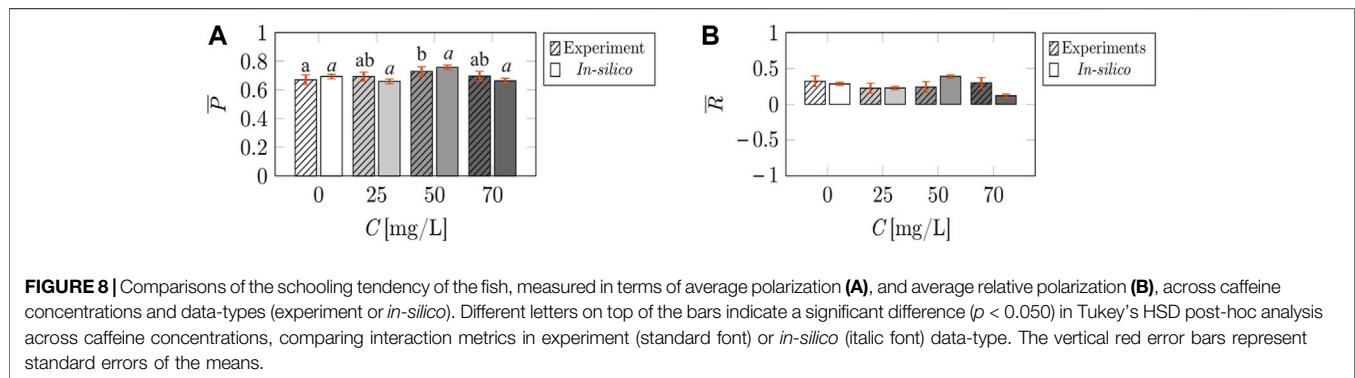 A
1
0.8
0.6
0.4
0.2
0
P
a a ab a b a ab a
0 25 50 70
C [mg/L]
Experiment
In-silico
B
1
0.5
0
−0.5
−1
R
0 25 50 70
C [mg/L]
Experiments
In-silico
FIGURE 8 | Comparisons of the schooling tendency of the fish, measured in terms of average polarization (A), and average relative polarization (B), across caffeine
concentrations and data-types (experiment or in-silico). Different letters on top of the bars indicate a significant difference (p < 0.050) in Tukey's HSD post-hoc analysis
across caffeine concentrations, comparing interaction metrics in experiment (standard font) or in-silico (italic font) data-type. The vertical red error bars represent
standard errors of the means.